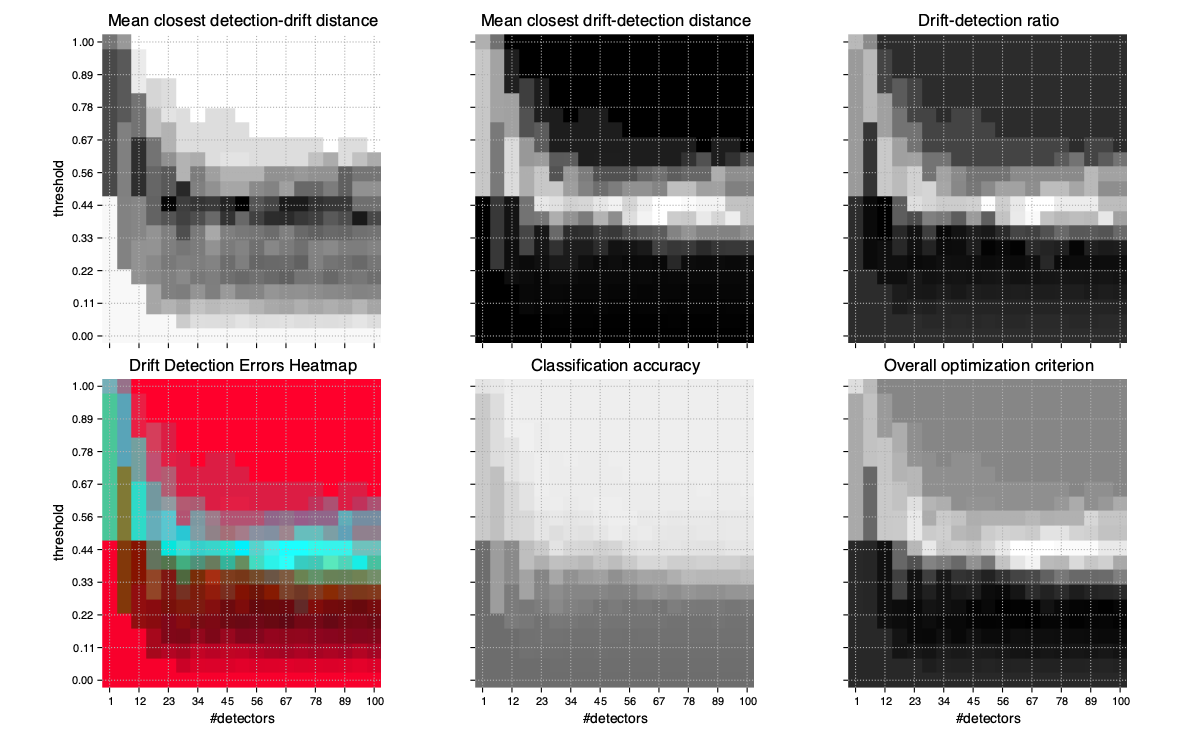 Mean closest detection-drift distance
Mean closest drift-detection distance
Drift-detection ratio
threshold
1.00
0.89
0.78
0.67
0.56
0.44
0.33
0.22
0.11
0.00
Drift Detection Errors Heatmap
Classification accuracy
Overall optimization criterion
threshold
1.00
0.89
0.78
0.67
0.56
0.44
0.33
0.22
0.11
0.00
1 12 23 34 45 56 67 78 89 100
1 12 23 34 45 56 67 78 89 100
1 12 23 34 45 56 67 78 89 100
#detectors
#detectors
#detectors